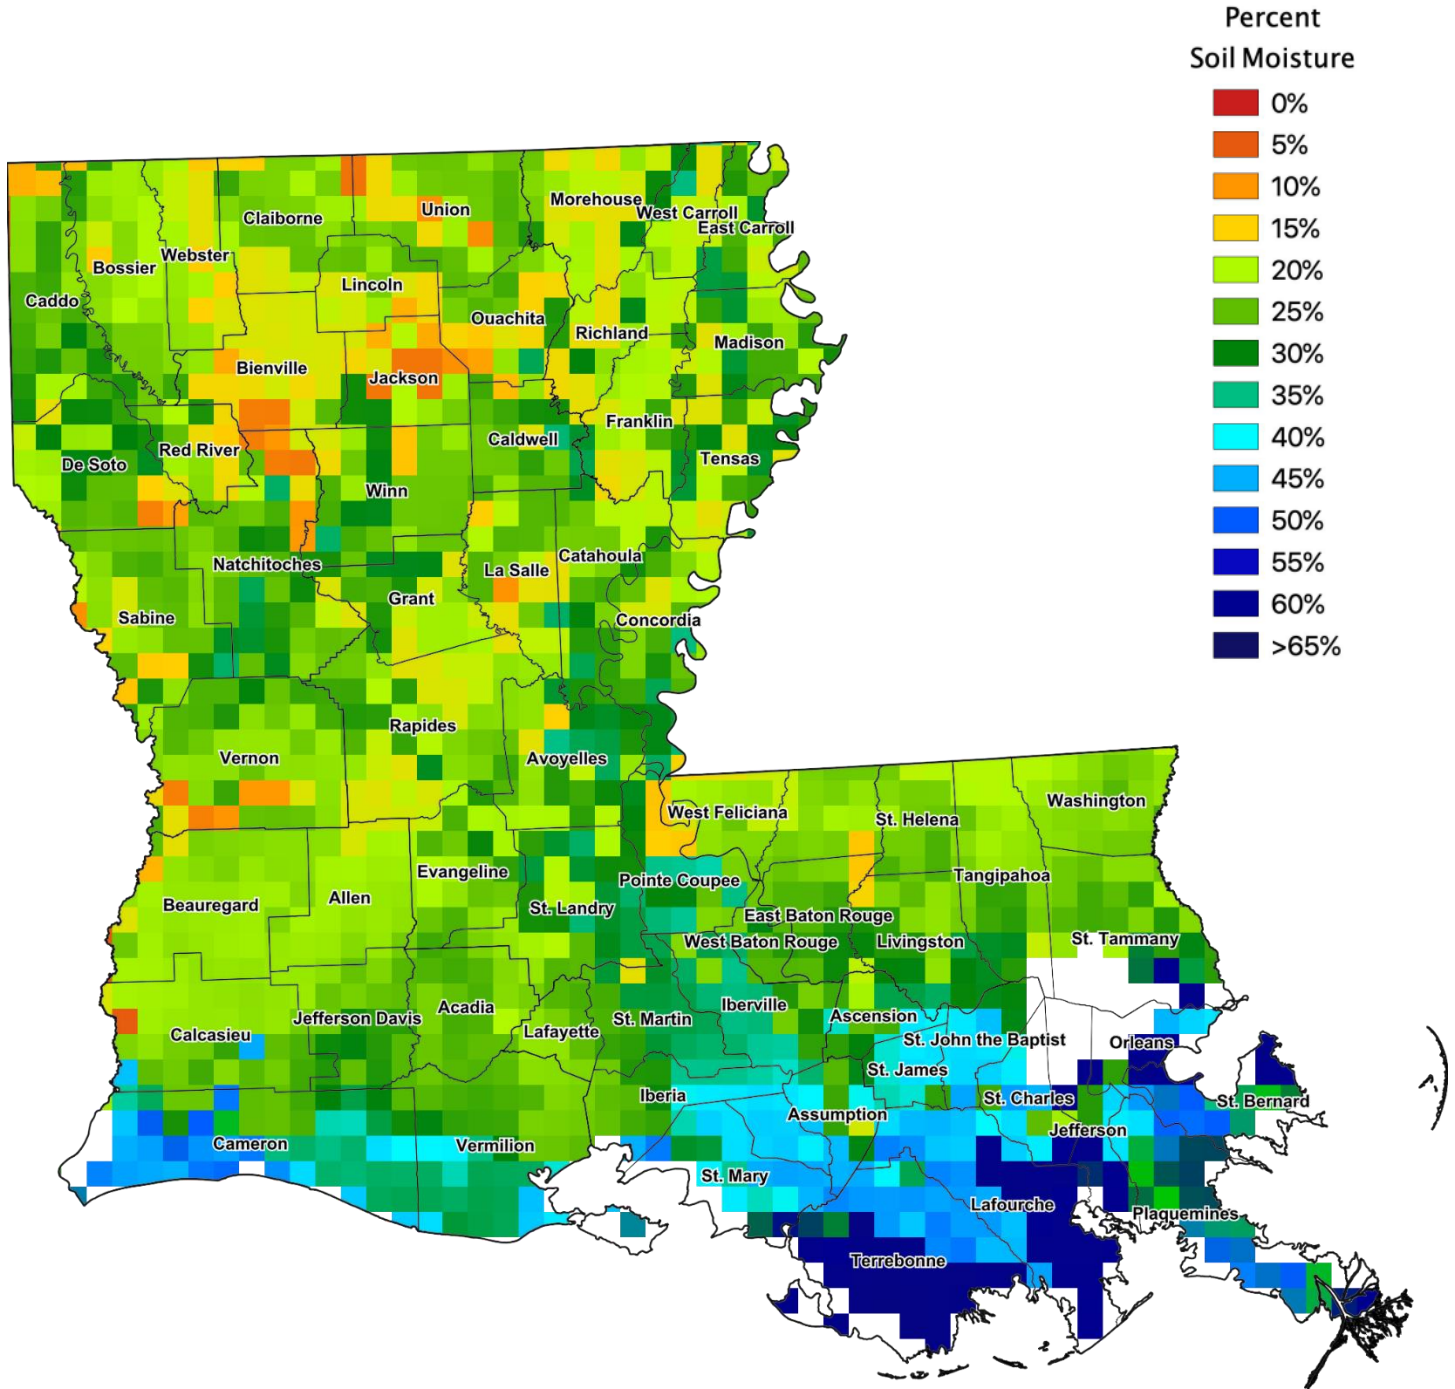 Percent
Soil Moisture
0%
5%
10%
15%
20%
25%
30%
35%
40%
45%
50%
55%
60%
>65%
Morehouse
Union
West Carroll
Claiborne
East Carroll
Webster
Bossier
Lincoln
Caddo
Ouachita
Richland
Madison
Bienville
Jackson
Franklin
Caldwell
Red River
Tensas
De Soto
Winn
Catahoula
Natchitoches
La Salle
Grant
Sabine
Concordia
Rapides
Vernon
Avoyelles
Washington
West Feliciana
St. Helena
Evangeline
Tangipahoa
Pointe Coupee
Allen
Beauregard
St. Landry
East Baton Rouge
St. Tammany
West Baton Rouge
Livingston
Iberville
Acadia
Ascension
Jefferson Davis
St. Martin
Lafayette
Calcasieu
St. John the Baptist
Orleans
St. James
Iberia
St. Charles
St. Bernard
Assumption
Jefferson
Cameron
Vermilion
St. Mary
Lafourche
Plaquemines
Terrebonne